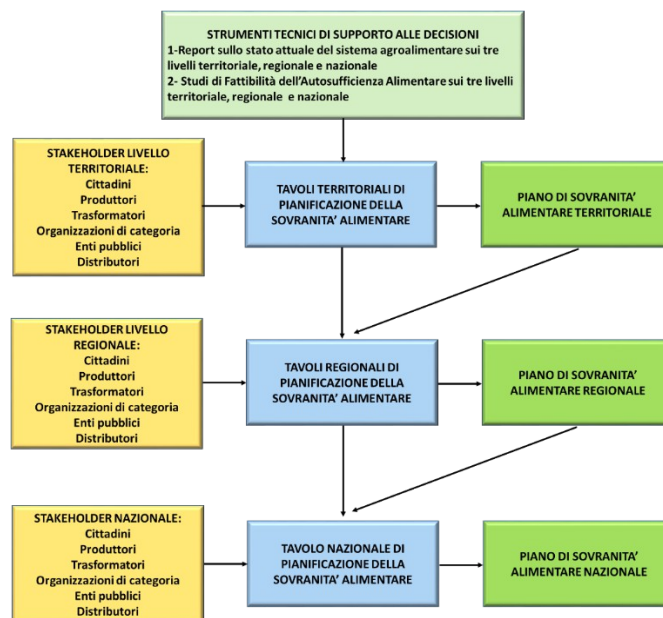 STRUMENTI TECNICI DI SUPPORTO ALLE DECISIONI
1-Report sullo stato attuale del sistema agroalimentare sui tre
livelli territoriale, regionale e nazionale
2- Studi di Fattibilità dell'Autosufficienza Alimentare sui tre livelli
territoriale, regionale e nazionale
STAKEHOLDER LIVELLO
TERRITORIALE:
Cittadini
Produttori
Trasformatori
Organizzazioni di categoria
Enti pubblici
Distributori
TAVOLI TERRITORIALI DI
PIANIFICAZIONE DELLA
SOVRANITA' ALIMENTARE
PIANO DI SOVRANITA'
ALIMENTARE TERRITORIALE
STAKEHOLDER LIVELLO
REGIONALE:
Cittadini
Produttori
Trasformatori
Organizzazioni di categoria
Enti pubblici
Distributori
TAVOLI REGIONALI DI
PIANIFICAZIONE DELLA
SOVRANITA' ALIMENTARE
PIANO DI SOVRANITA'
ALIMENTARE REGIONALE
STAKEHOLDER NAZIONALE:
Cittadini
Produttori
Trasformatori
Organizzazioni di categoria
Enti pubblici
Distributori
TAVOLO NAZIONALE DI
PIANIFICAZIONE DELLA
SOVRANITA' ALIMENTARE
PIANO DI SOVRANITA'
ALIMENTARE NAZIONALE